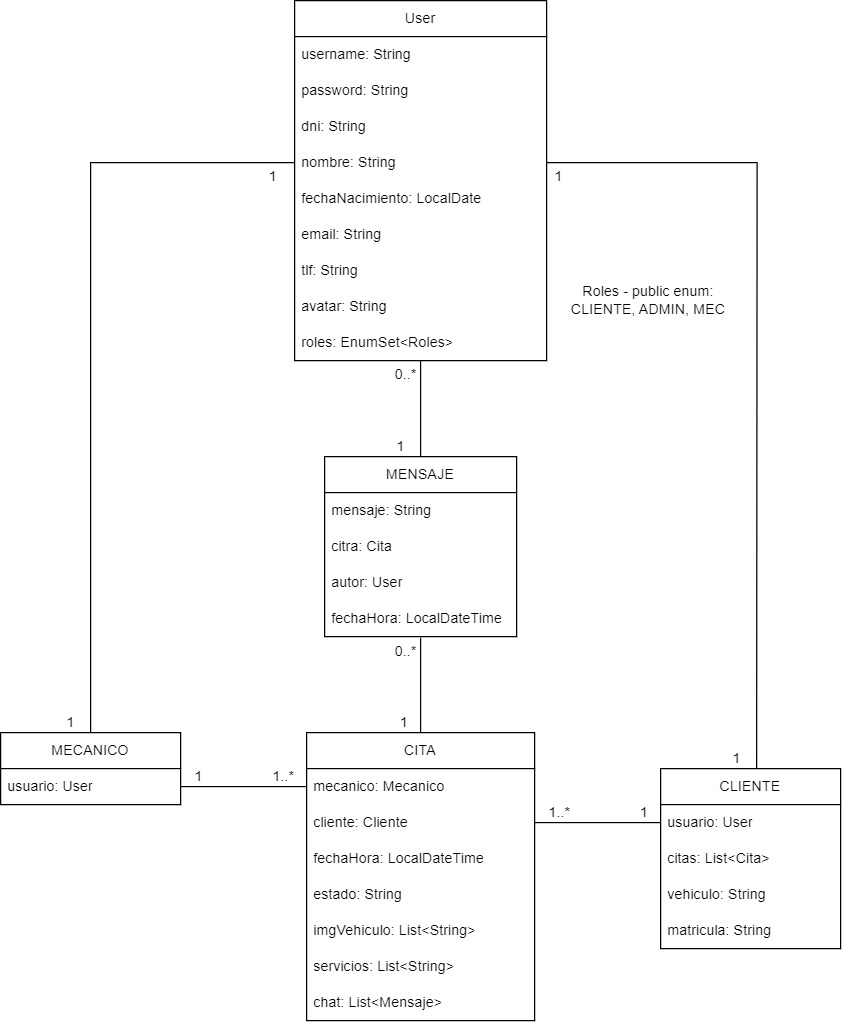 User
username: String
password: String
dni: String
nombre: String
1
1
fechaNacimiento: LocalDate
email: String
tlf: String
Roles - public enum:
CLIENTE, ADMIN, MEC
avatar: String
roles: EnumSet<Roles>
0..*
1
MENSAJE
mensaje: String
citra: Cita
autor: User
fechaHora: LocalDateTime
0..*
1
1
1
MECANICO
usuario: User
1
1..*
CITA
mecanico: Mecanico
cliente: Cliente
fechaHora: LocalDateTime
estado: String
imgVehiculo: List<String>
servicios: List<String>
chat: List<Mensaje>
1..*
1
CLIENTE
usuario: User
citas: List<Cita>
vehiculo: String
matricula: String